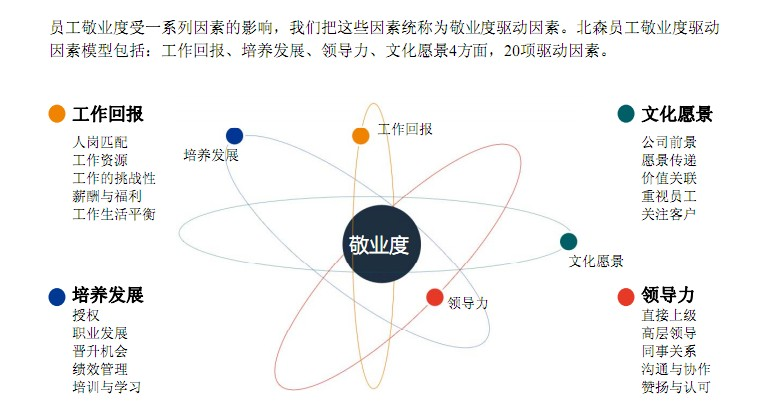 员工敬业度受一系列因素的影响，我们把这些因素统称为敬业度驱动因素。北森员工敬业度驱动
因素模型包括：工作回报、培养发展、领导力、文化愿景4方面，20项驱动因素。
工作回报
人岗匹配
工作资源
工作的挑战性
薪酬与福利
工作生活平衡
培养发展
授权
职业发展
晋升机会
绩效管理
培训与学习
培养发展
工作回报
敬业度
文化愿景
领导力
文化愿景
公司前景
愿景传递
价值关联
重视员工
关注客户
领导力
直接上级
高层领导
同事关系
沟通与协作
赞扬与认可